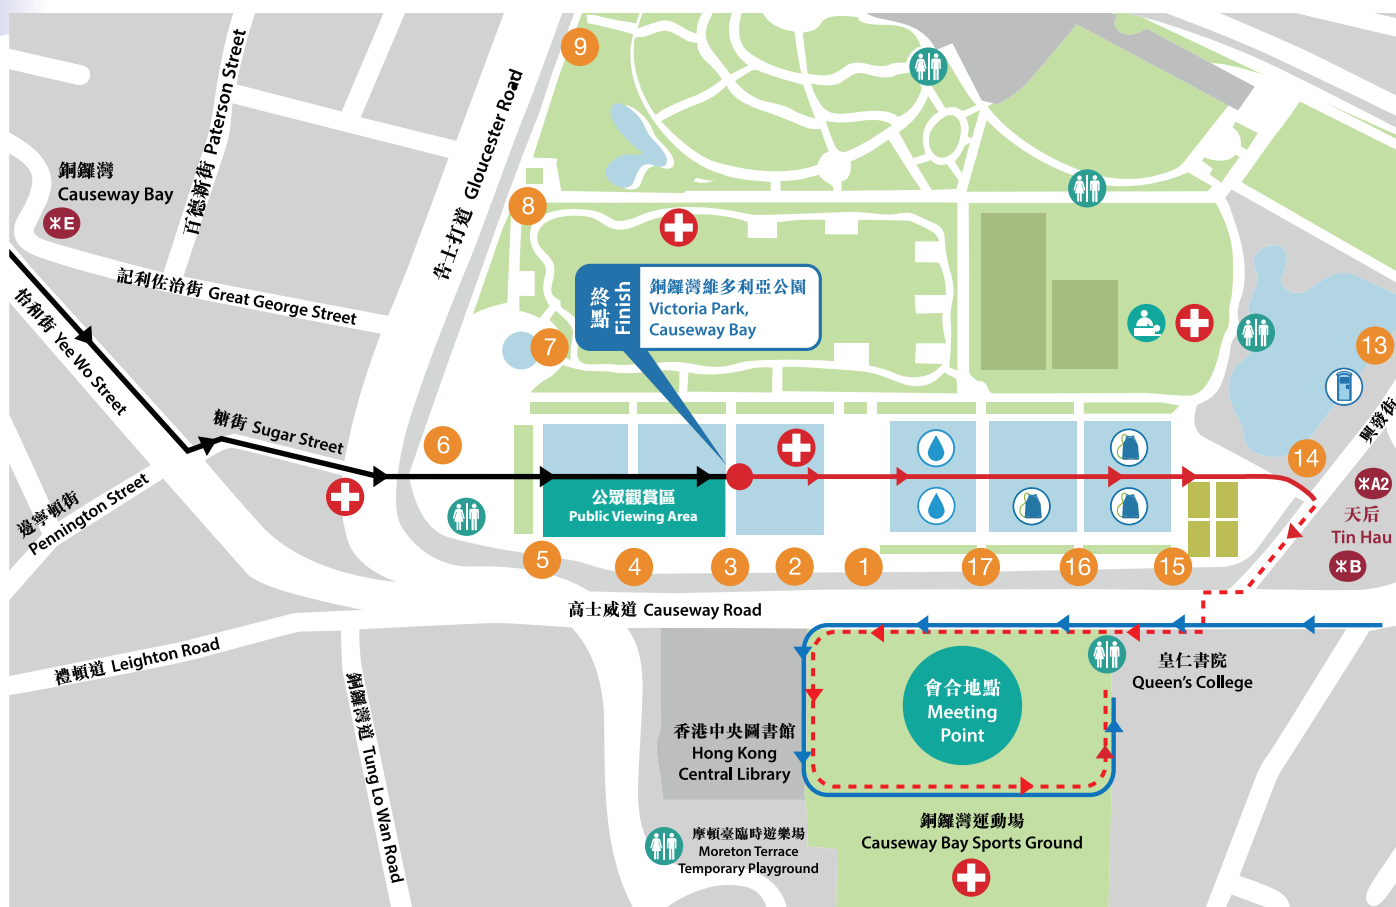 9
百德新街 Paterson Street
告士打道 Gloucester Road
銅鑼灣
Causeway Bay
E
8
記利佐治街 Great George Street
終點
Finish
銅鑼灣維多利亞公園
Victoria Park,
Causeway Bay
7
13
怡和街 Yee Wo Street
糖街 Sugar Street
6
興發街
14
邊寧頓街
Pennington Street
公眾觀賞區
Public Viewing Area
A2
天后
Tin Hau
B
5
4
3
2
1
17
16
15
高士威道 Causeway Road
禮頓道 Leighton Road
銅鑼灣道 Tung Lo Wan Road
會合地點
Meeting
Point
皇仁書院
Queen's College
香港中央圖書館
Hong Kong
Central Library
摩頓臺臨時遊樂場
Moreton Terrace
Temporary Playground
銅鑼灣運動場
Causeway Bay Sports Ground